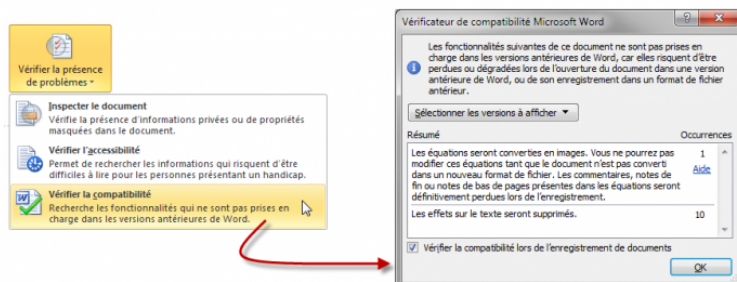 Vérifier la présence
de problèmes
Inspecter le document
Vérifie la présence d'informations privées ou de propriétés
masquées dans le document.
Vérifier l'accessibilité
Permet de rechercher les informations qui risquent d'être
difficiles à lire pour les personnes présentant un handicap.
Vérifier la compatibilité
Recherche les fonctionnalités qui ne sont pas prises en
charge dans les versions antérieures de Word.
Vérificateur de compatibilité Microsoft Word
Les fonctionnalités suivantes de ce document ne sont pas prises en
charge dans les versions antérieures de Word, car elles risquent d'être
perdues ou dégradées lors de l'ouverture du document dans une version
antérieure de Word, ou de son enregistrement dans un format de fichier
antérieur.
Sélectionner les versions à afficher
Résumé Occurrences
Les équations seront converties en images. Vous ne pourrez pas 1
modifier ces équations tant que le document n'est pas converti
dans un nouveau format de fichier. Les commentaires, notes de Aide
fin ou notes de bas de pages présentes dans les équations seront
définitivement perdues lors de l'enregistrement.
Les effets sur le texte seront supprimés. 10
Vérifier la compatibilité lors de l'enregistrement de documents
OK